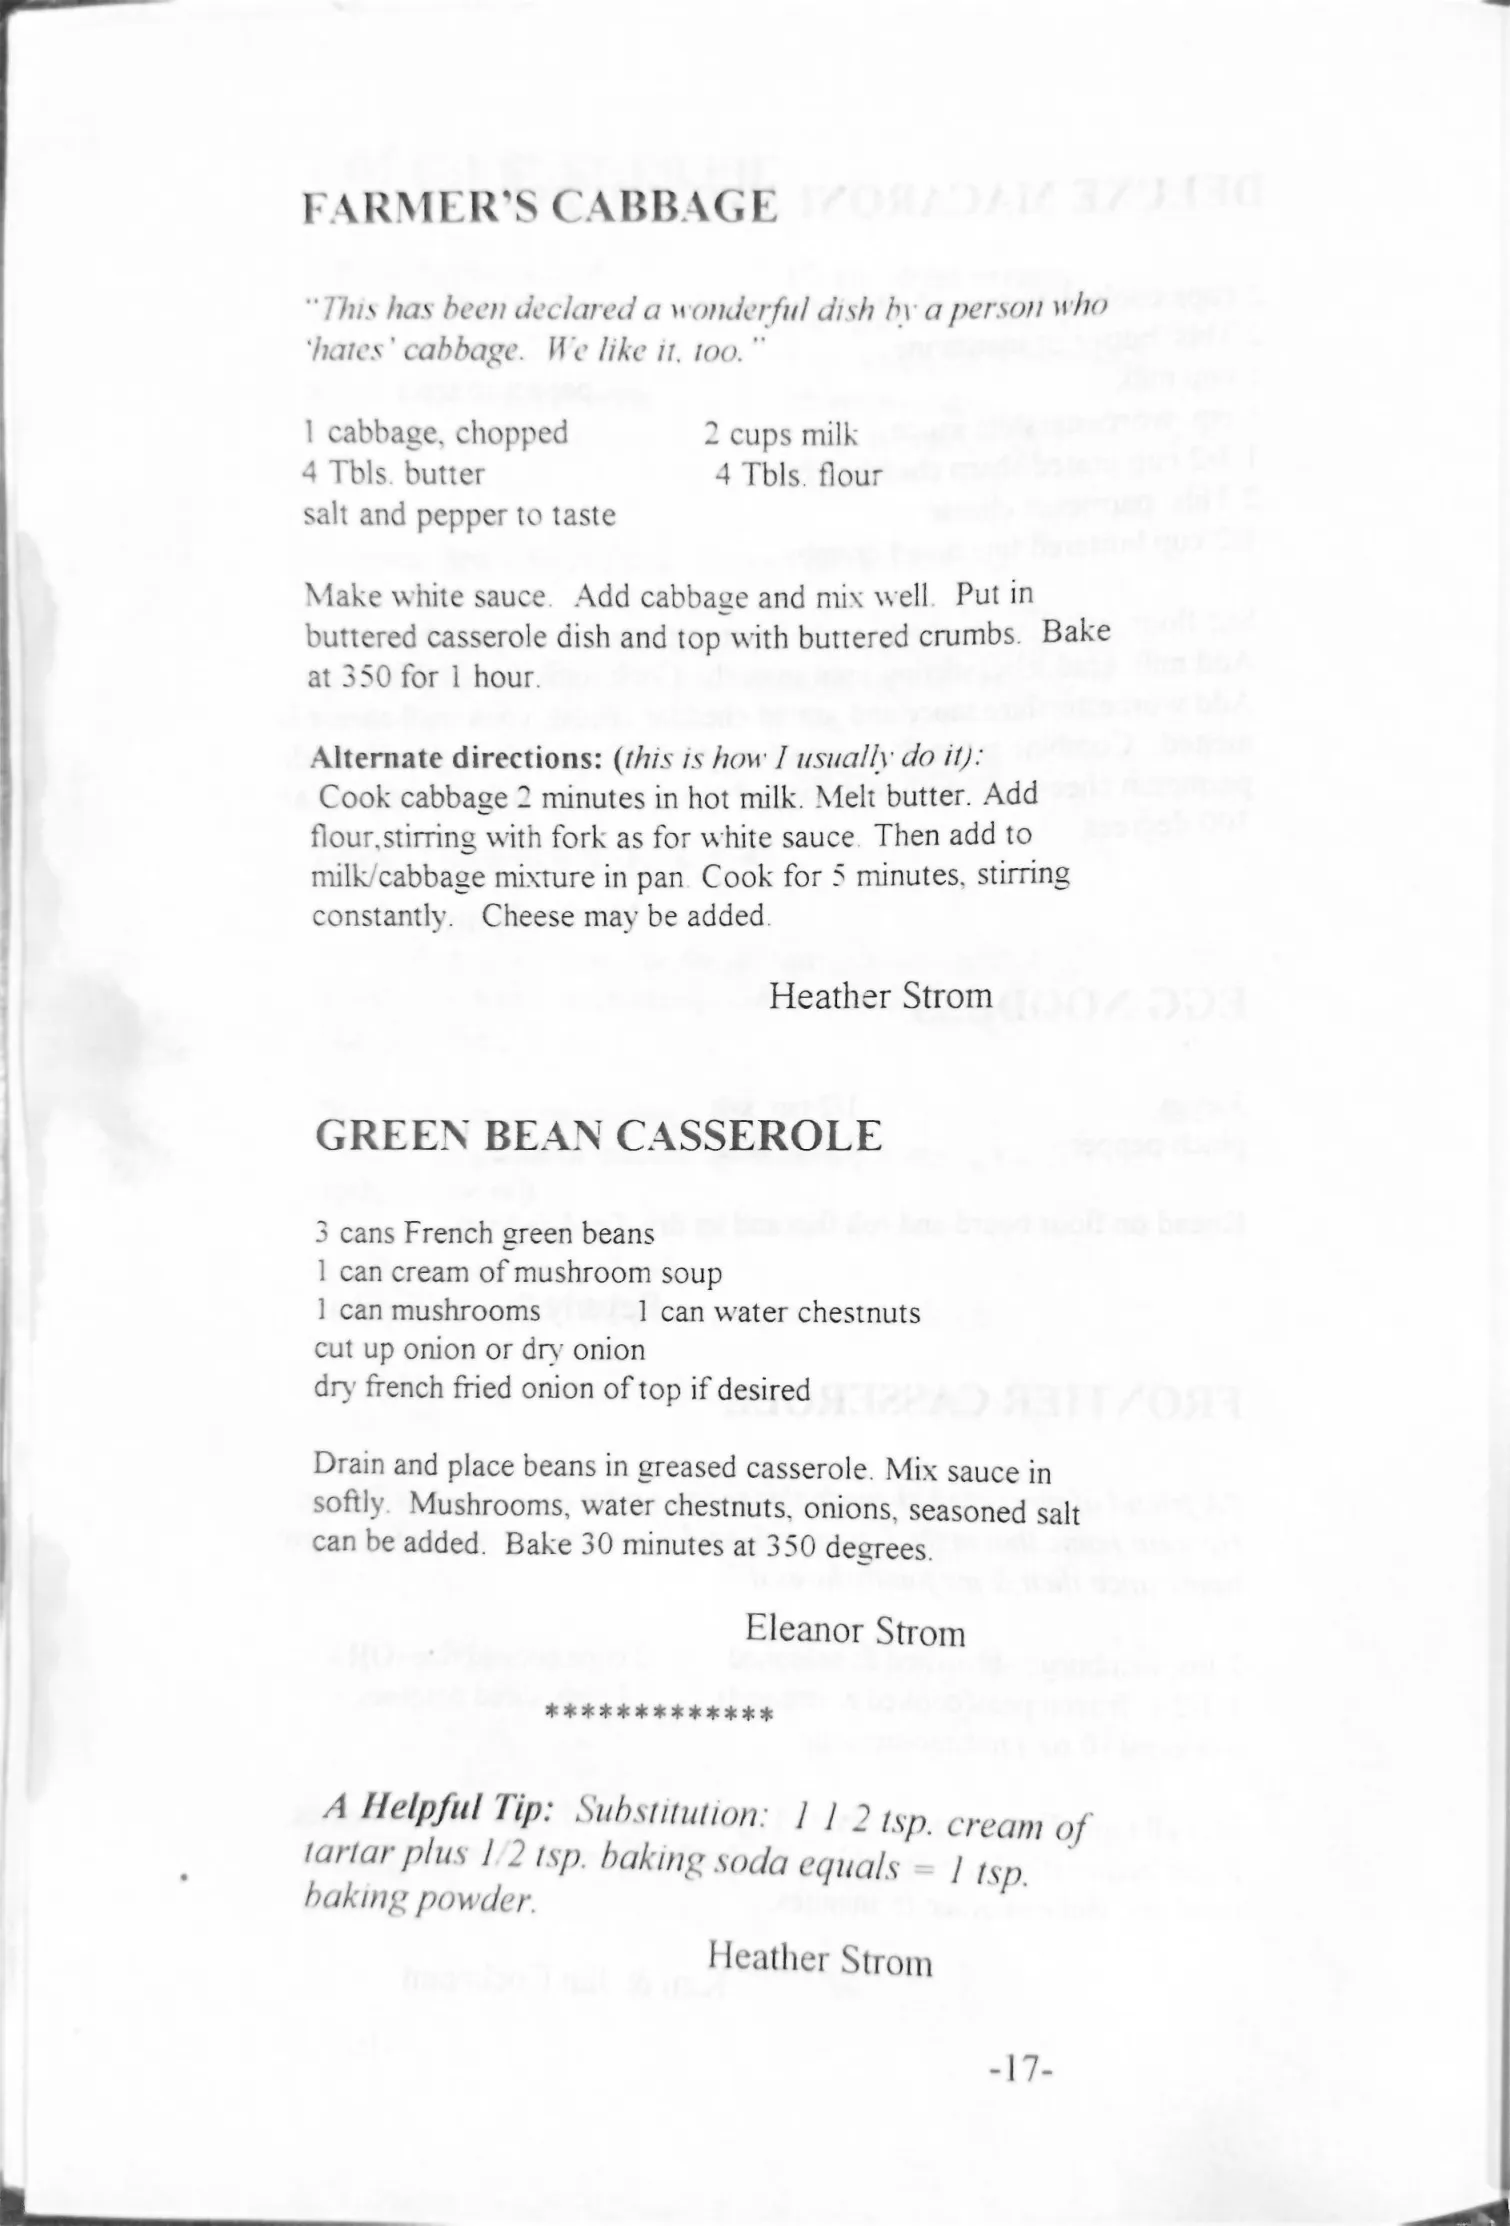 FARMER'S CABBAGE
"This has been declared a wonderful dish by a person who
'hates' cabbage. We like it, too."
1 cabbage, chopped 2 cups milk
4 Tbls. butter 4 Tbls. flour
salt and pepper to taste
Make white sauce. Add cabbage and mix well. Put in
buttered casserole dish and top with buttered crumbs. Bake
at 350 for 1 hour.
Alternate directions: (this is how I usually do it):
Cook cabbage 2 minutes in hot milk. Melt butter. Add
flour,stirring with fork as for white sauce. Then add to
milk/cabbage mixture in pan. Cook for 5 minutes, stirring
constantly. Cheese may be added.
Heather Strom
GREEN BEAN CASSEROLE
3 cans French green beans
1 can cream of mushroom soup
1 can mushrooms 1 can water chestnuts
cut up onion or dry onion
dry french fried onion of top if desired
Drain and place beans in greased casserole. Mix sauce in
softly. Mushrooms, water chestnuts, onions, seasoned salt
can be added. Bake 30 minutes at 350 degrees.
Eleanor Strom
*************
A Helpful Tip: Substitution: 1 1/2 tsp. cream of
tartar plus 1/2 tsp. baking soda equals = 1 tsp.
baking powder.
Heather Strom
-17-